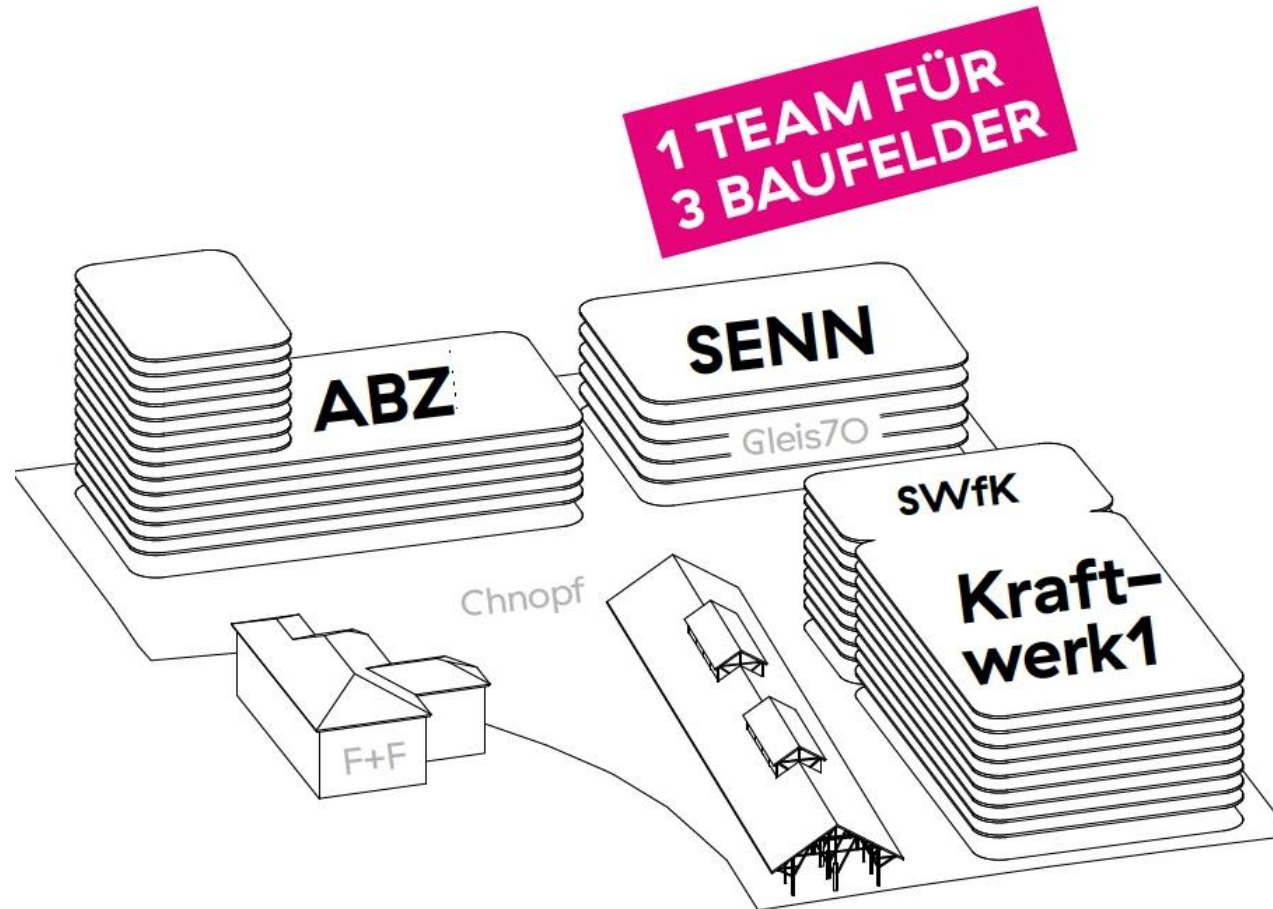 1 TEAM FÜR
3 BAUFELDER
SENN
ABZ
Gleis70
SWfK
Kraft-
werk1
Chnopf
F+F